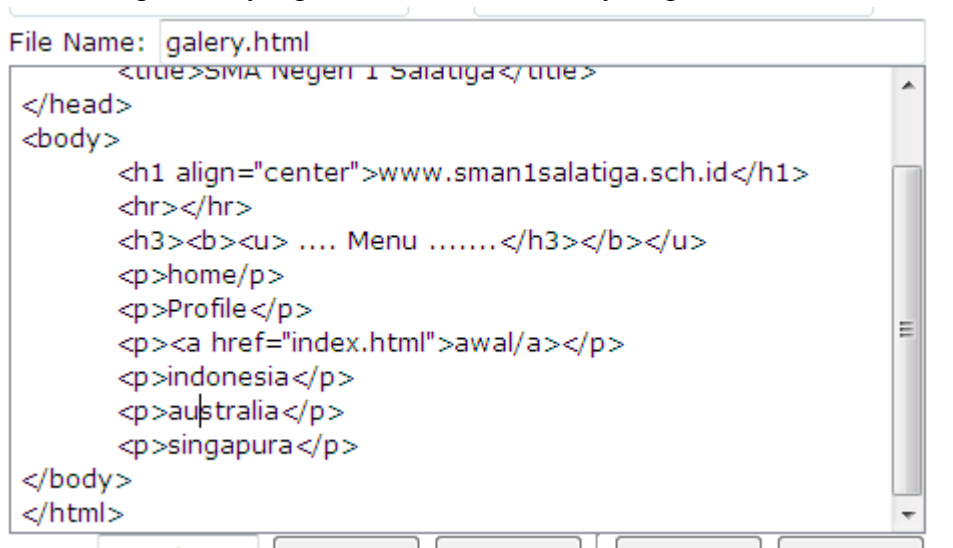 File Name: galery.html
<title>SMA Negeri 1 Salatiga</title>
</head>
<body>
<h1 align="center">www.sman1salatiga.sch.id</h1>
<hr></hr>
<h3><b><u> .... Menu .......</h3></b></u>
<p>home/p>
<p>Profile</p>
<p><a href="index.html">awal/a></p>
<p>indonesia</p>
<p>australia</p>
<p>singapura</p>
</body>
</html>